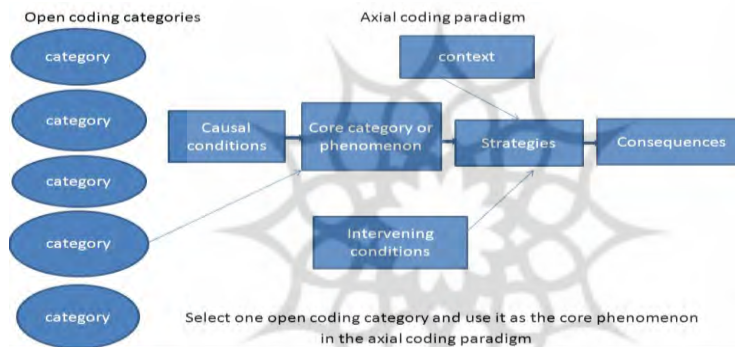 Open coding categories
Axial coding paradigm
category
category
category
category
category
context
Causal
conditions
Core category or
phenomenon
Strategies
Consequences
Intervening
conditions
Select one open coding category and use it as the core phenomenon
in the axial coding paradigm